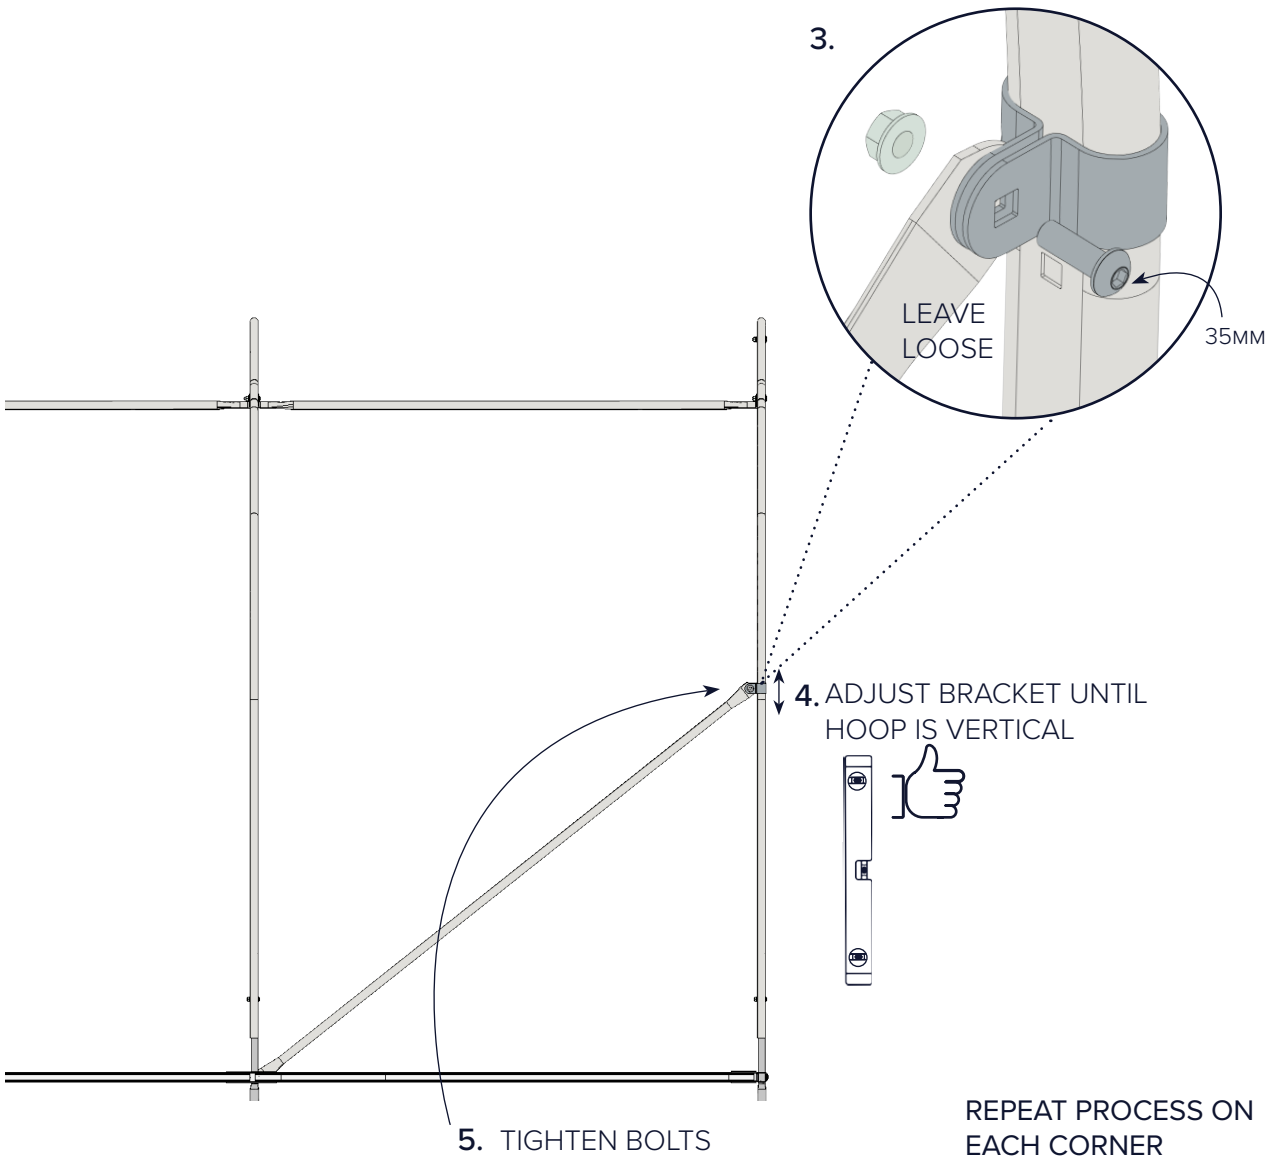 3.
LEAVE
LOOSE
35MM
4. ADJUST BRACKET UNTIL
HOOP IS VERTICAL
5. TIGHTEN BOLTS
REPEAT PROCESS ON
EACH CORNER